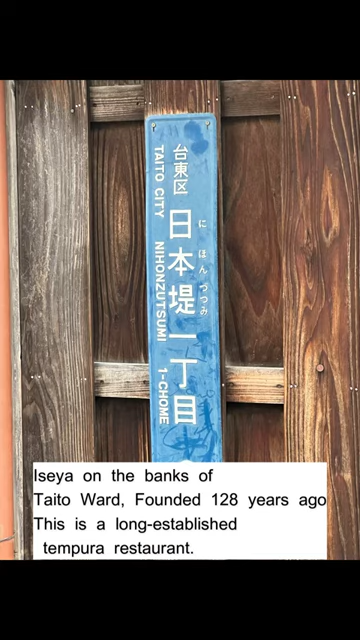 台東区
TAITO CITY
日本堤一丁目
にほんづつみ
NIHONZUTSUMI
1-CHOME
Iseya on the banks of
Taito Ward, Founded 128 years ago
This is a long-established
tempura restaurant.